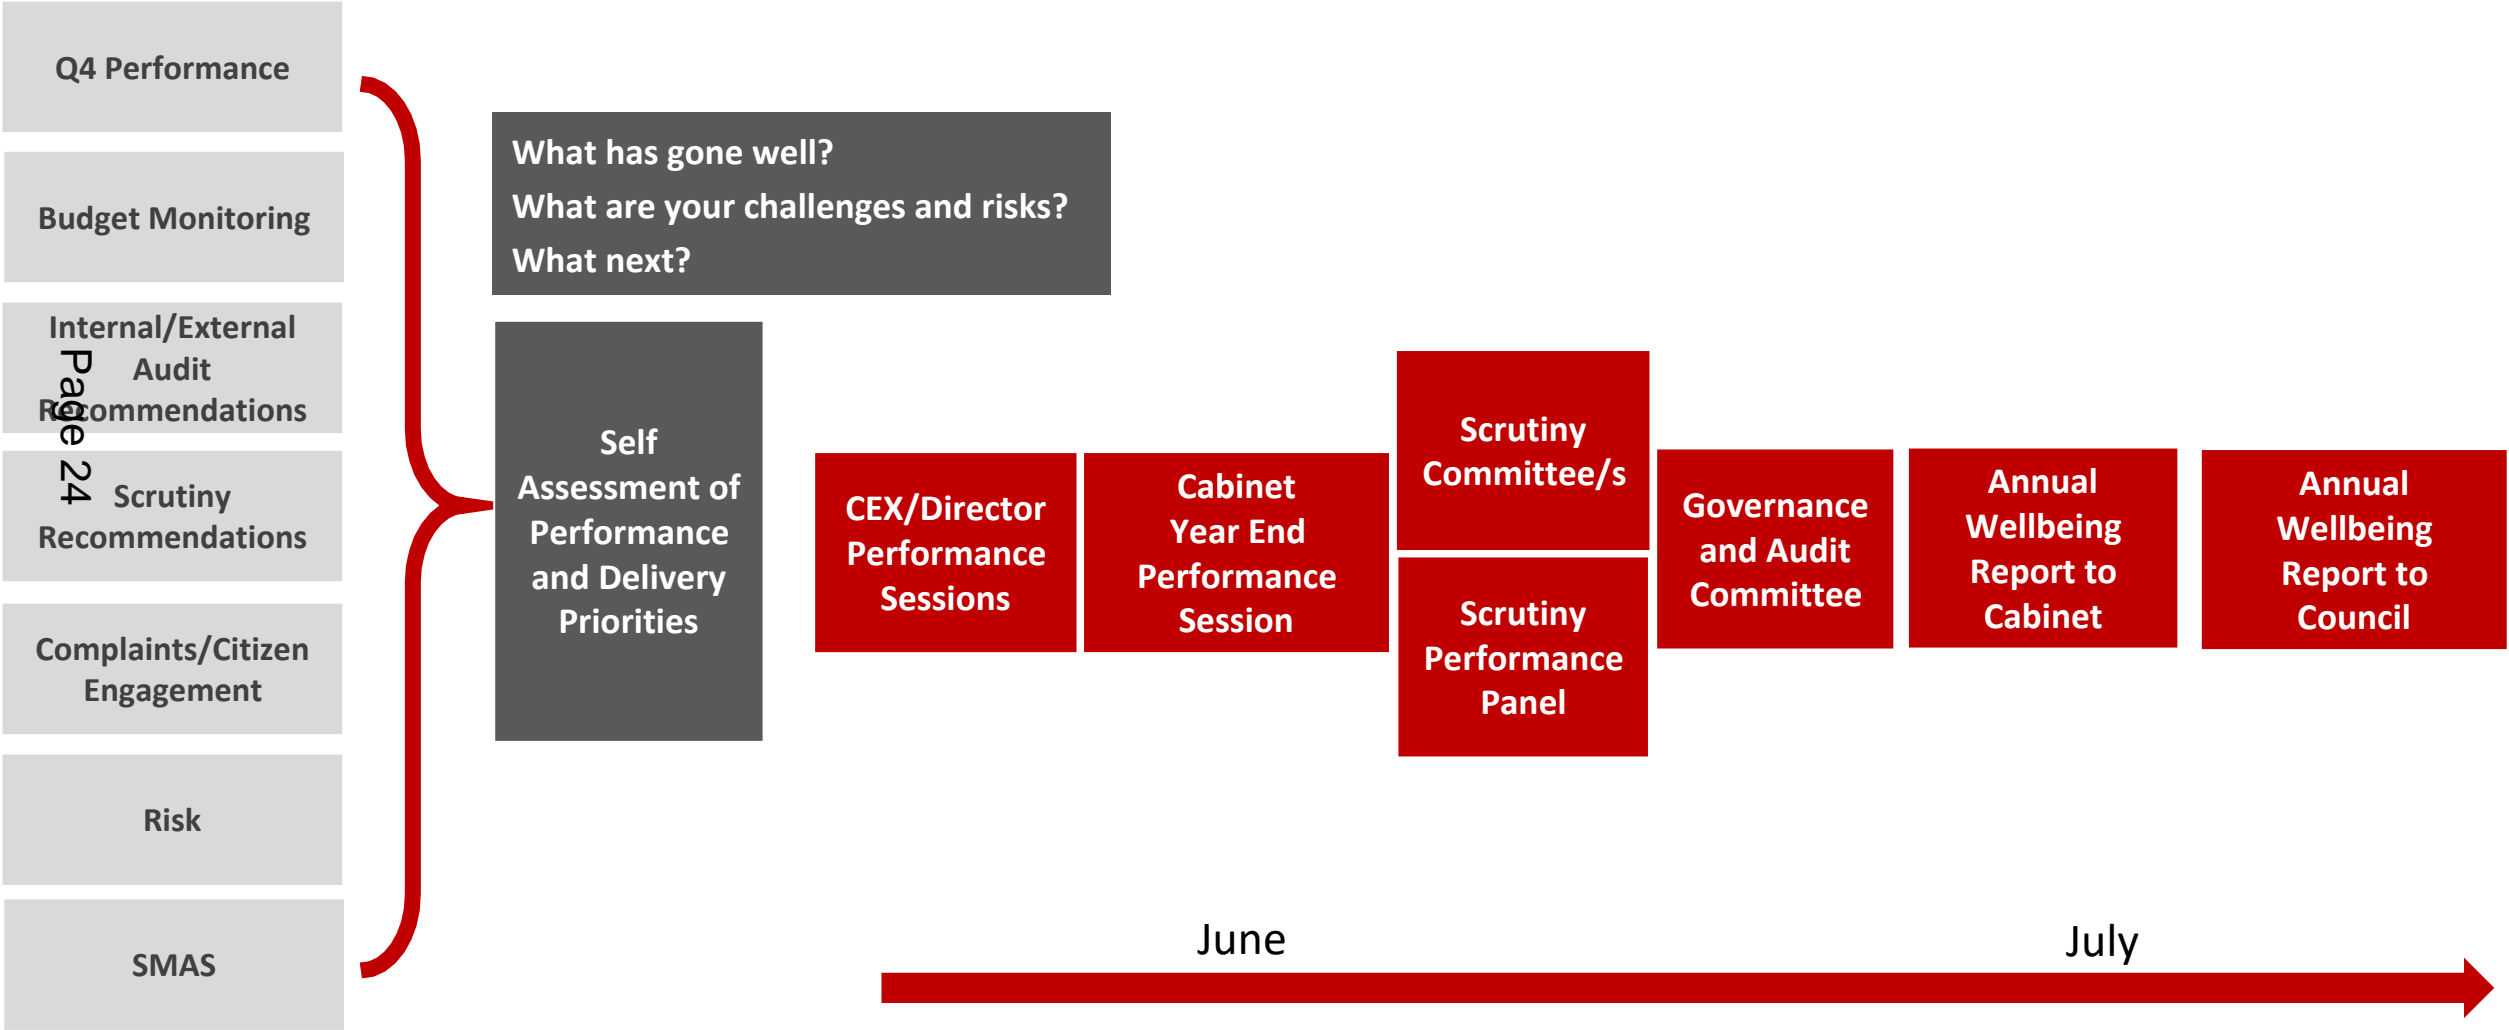 Q4 Performance
Budget Monitoring
Internal/External
Audit
Recommendations
Scrutiny
Recommendations
Complaints/Citizen
Engagement
Risk
SMAS
Page 24
What has gone well?
What are your challenges and risks?
What next?
Self
Assessment of
Performance
and Delivery
Priorities
CEX/Director
Performance
Sessions
Cabinet
Year End
Performance
Session
Scrutiny
Committee/s
Scrutiny
Performance
Panel
Governance
and Audit
Committee
Annual
Wellbeing
Report to
Cabinet
Annual
Wellbeing
Report to
Council
June
July